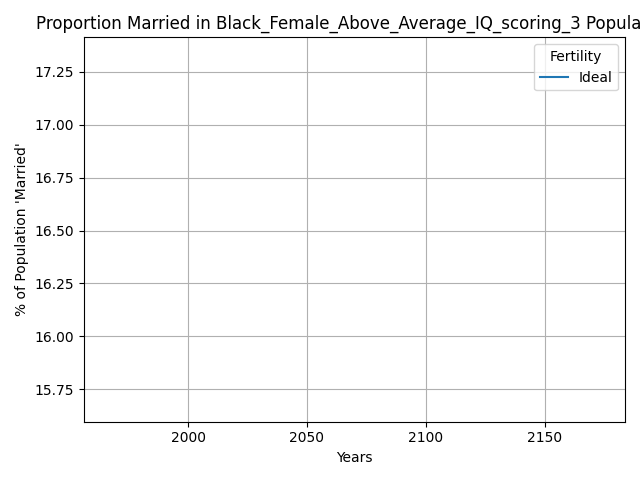 Proportion Married in Black_Female_Above_Average_IQ_scoring_3 Popula
Fertility
Ideal
17.25
17.00
16.75
16.50
16.25
16.00
15.75
% of Population 'Married'
2000 2050 2100 2150
Years